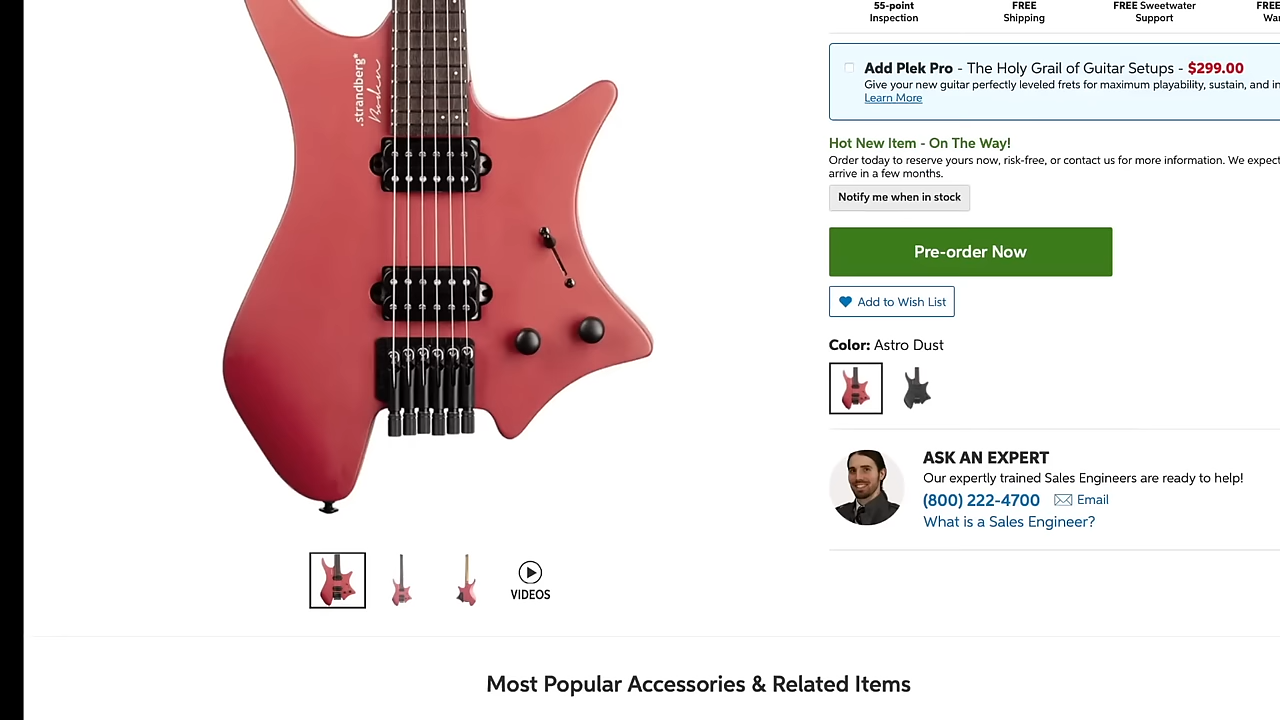 55-point
Inspection
FREE
Shipping
FREE Sweetwater
Support
FREE
Add Plek Pro - The Holy Grail of Guitar Setups - $299.00
Give your new guitar perfectly leveled frets for maximum playability, sustain, and in
Learn More
Hot New Item - On The Way!
Order today to reserve yours now, risk-free, or contact us for more information. We expect
arrive in a few months.
Notify me when in stock
Pre-order Now
Add to Wish List
Color: Astro Dust
ASK AN EXPERT
Our expertly trained Sales Engineers are ready to help!
(800) 222-4700 Email
What is a Sales Engineer?
.strandberg*
Boden
VIDEOS
Most Popular Accessories & Related Items